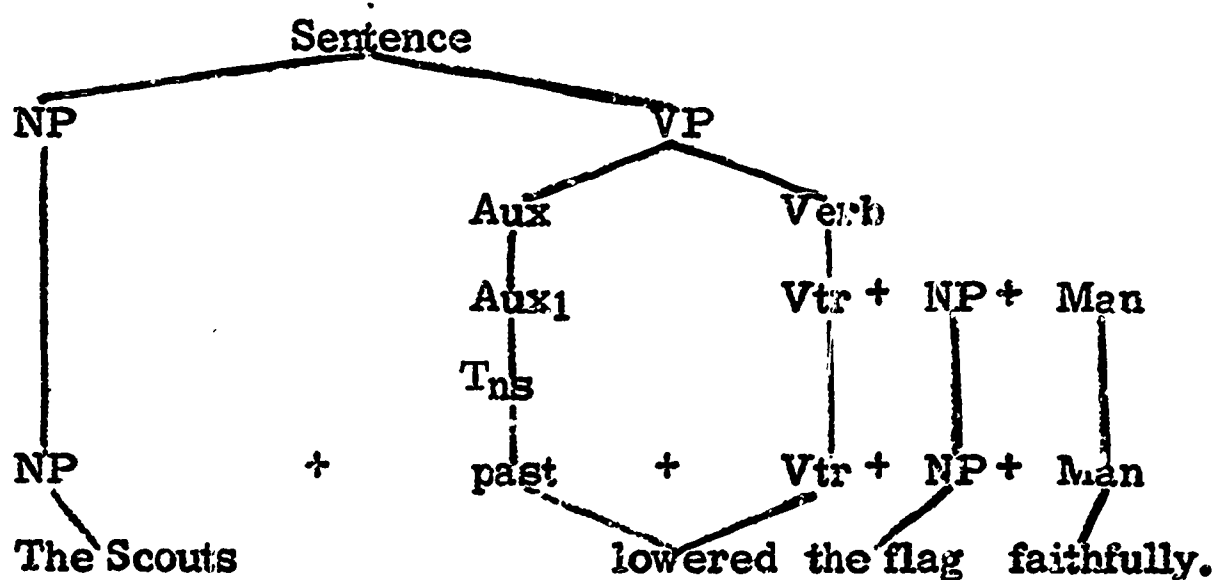 Sentence
NP VP
Aux Verb
Aux1 Vtr + NP + Man
Tns
NP + past + Vtr + NP + Man
The Scouts lowered the flag faithfully.